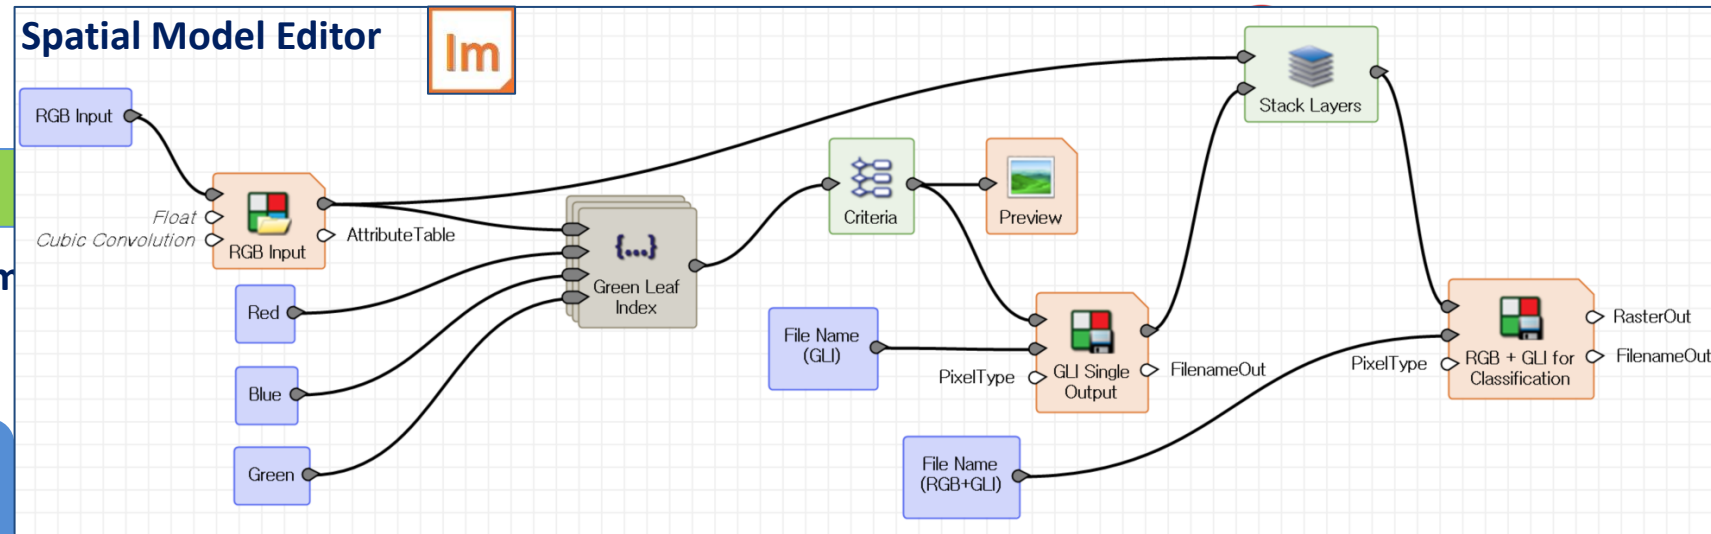 Spatial Model Editor
Im
RGB Input
Float
Cubic Convolution
RGB Input
AttributeTable
Red
Blue
Green
Green Leaf
Index
Criteria
Preview
File Name
(GLI)
PixelType
GLI Single
Output
FilenameOut
File Name
(RGB+GLI)
Stack Layers
PixelType
RGB + GLI for
Classification
RasterOut
FilenameOut